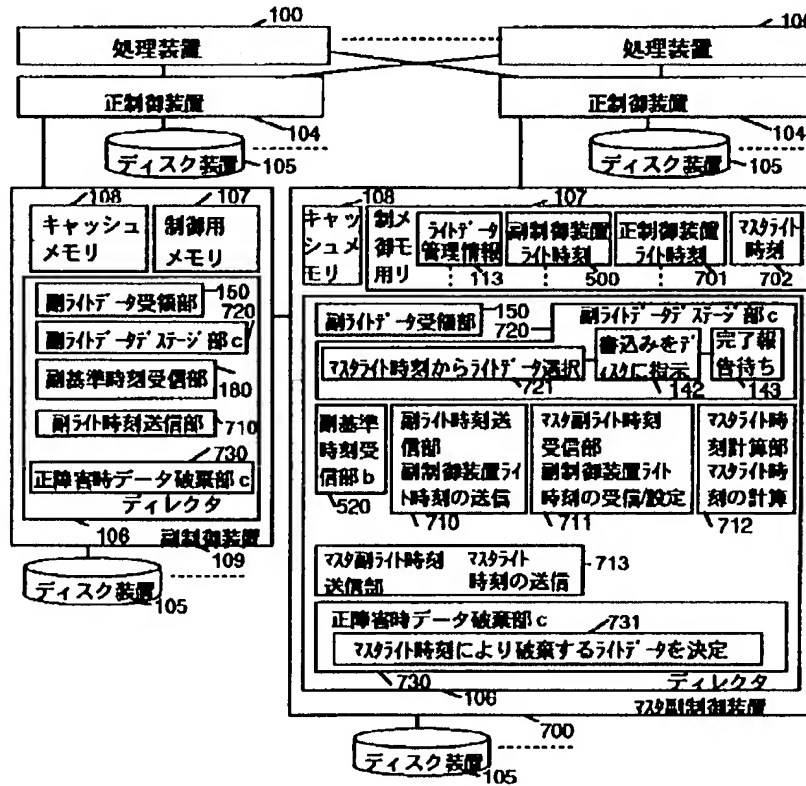 100
処理装置
100
処理装置
正制御装置
104
正制御装置
104
ディスク装置
105
ディスク装置
105
108
キャッシュ
メモリ
107
制御用
メモリ
副ライトデータ受領部
150
720
副ライトデータデステージ部c
副基準時刻受信部
180
副ライト時刻送信部
710
730
正障害時データ破棄部c
ディレクタ
106
副制御装置
109
ディスク装置
105
108
キャッ
シュメ
モリ
107
制メ
御モ
用リ
ライトデータ
管理情報
113
副制御装置
ライト時刻
500
正制御装置
ライト時刻
701
マスタライト
時刻
702
副ライトデータ受領部
150
720
副ライトデータデステージ部c
マスタライト時刻からライトデータ選択
721
書込みをデ
ィスクに指示
142
完了報
告待ち
143
副基準
時刻受
信部b
520
副ライト時刻送
信部
副制御装置ライ
ト時刻の送信
710
マスタ副ライト時刻
受信部
副制御装置ライト
時刻の受信/設定
711
マスタライト時
刻計算部
マスタライト時
刻の計算
712
マスタ副ライト時刻
送信部
マスタライト
時刻の送信
713
正障害時データ破棄部c
731
マスタライト時刻により破棄するライトデータを決定
730
ディレクタ
106
マスタ副制御装置
700
ディスク装置
105